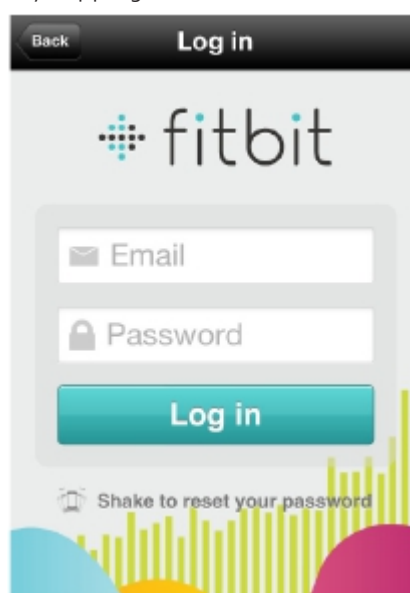 Back
Log in
fitbit
Email
Password
Log in
Shake to reset your password